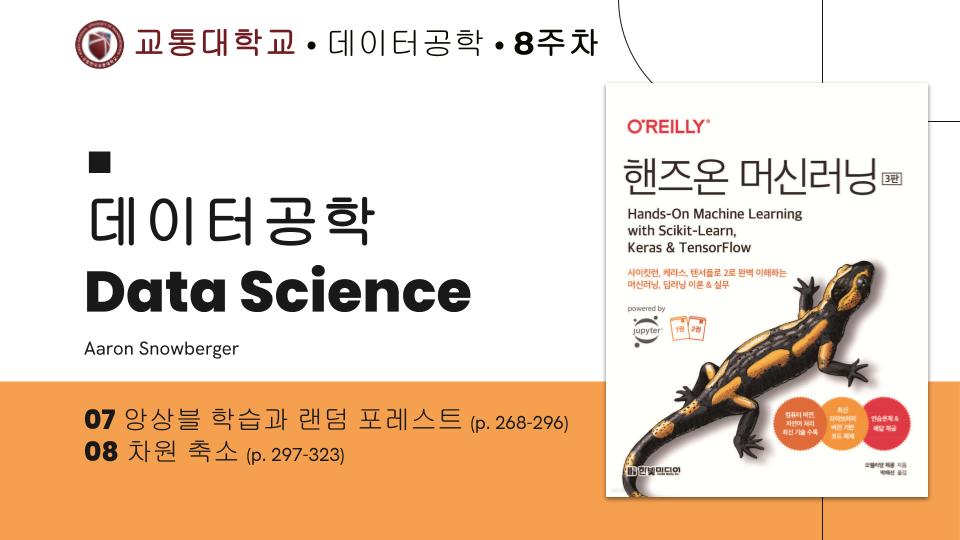 교통대학교 • 데이터공학 • 8주차
데이터공학
Data Science
Aaron Snowberger
07 앙상블 학습과 랜덤 포레스트 (p. 268-296)
08 차원 축소 (p. 297-323)
O'REILLY®
핸즈온 머신러닝 3판
Hands-On Machine Learning
with Scikit-Learn,
Keras & TensorFlow
사이킷런, 케라스, 텐서플로 2로 완벽 이해하는
머신러닝, 딥러닝 이론 & 실무
powered by
jupyter
1권 2권
컴퓨터 비전,
자연어 처리
최신 기술 수록
최신
라이브러리
버전 기반
코드 예제
연습문제 &
해답 제공
한빛미디어
오렐리앙 제롱 지음
박해선 옮김